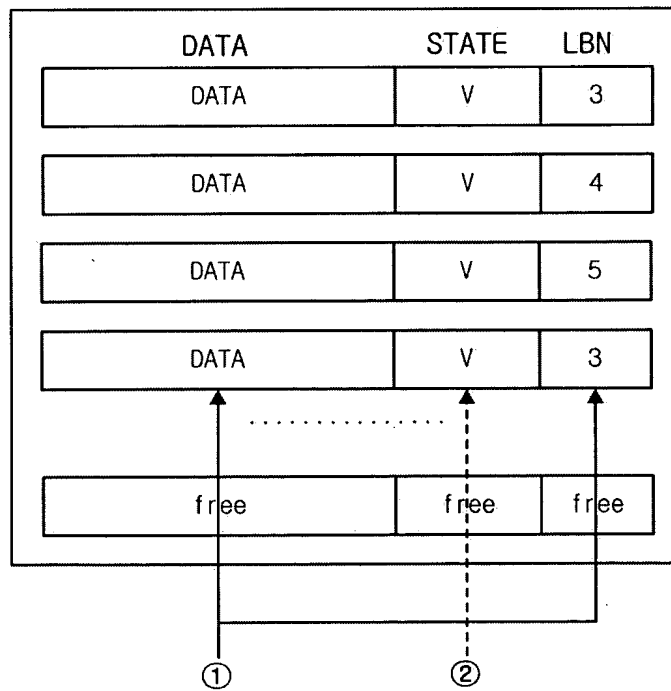 DATA STATE LBN
DATA V 3
DATA V 4
DATA V 5
DATA V 3
free free free
① ②